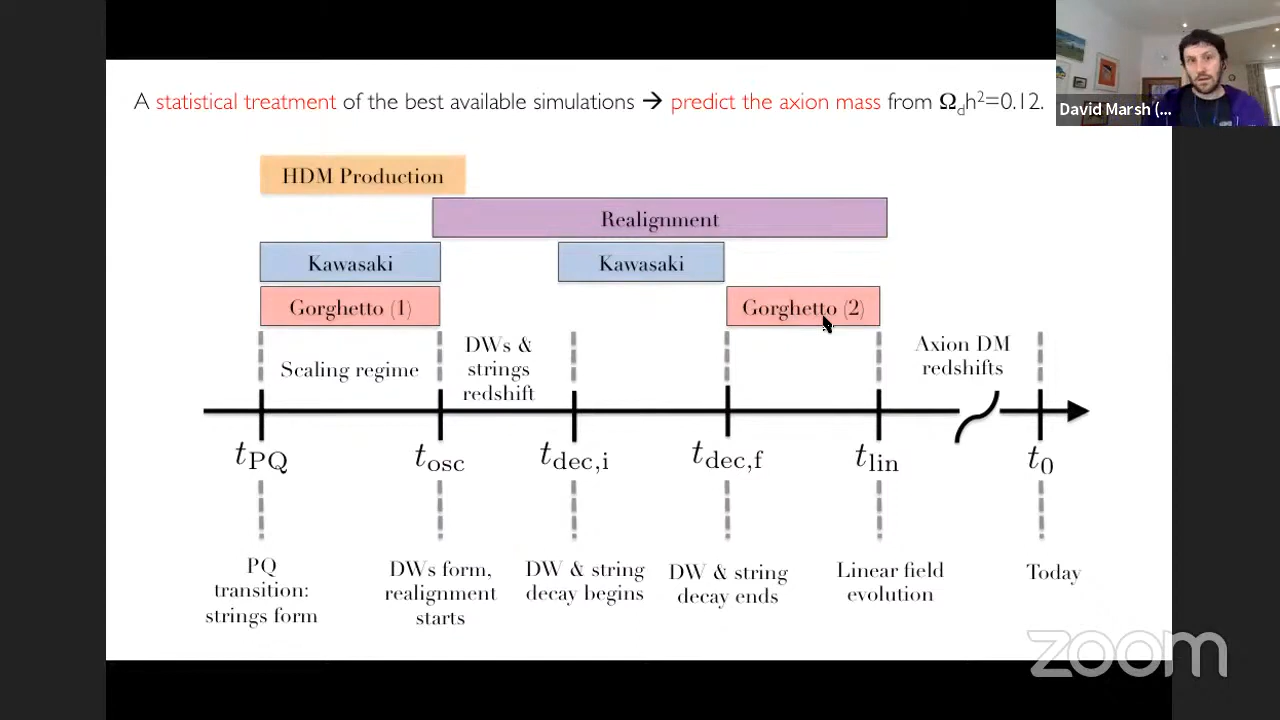 A statistical treatment of the best available simulations → predict the axion mass from Ωdh²=0.12.
David Marsh (...
HDM Production
Realignment
Kawasaki
Kawasaki
Gorghetto (1)
Gorghetto (2)
Scaling regime
DWs &
strings
redshift
Axion DM
redshifts
tPQ
tosc
tdec,i
tdec,f
tlin
t0
PQ
transition:
strings form
DWs form,
realignment
starts
DW & string
decay begins
DW & string
decay ends
Linear field
evolution
Today
zoom